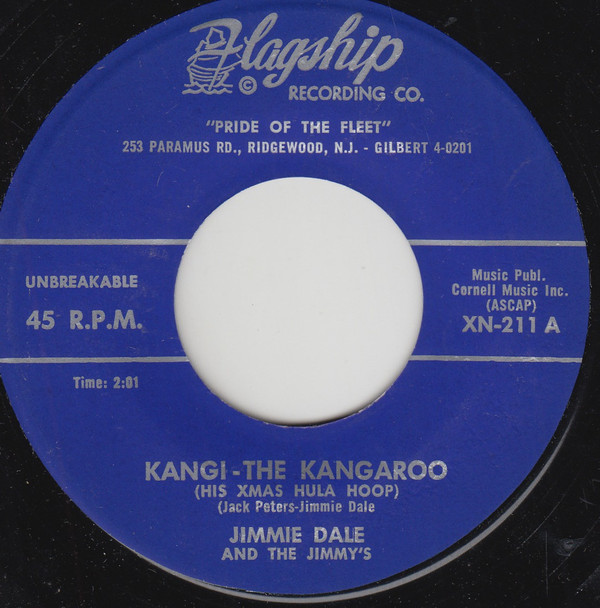 Flagship
© RECORDING CO.
"PRIDE OF THE FLEET"
253 PARAMUS RD., RIDGEWOOD, N.J. - GILBERT 4-0201
UNBREAKABLE
45 R.P.M.
Music Publ.
Cornell Music Inc.
(ASCAP)
XN-211 A
Time: 2:01
KANGI-THE KANGAROO
(HIS XMAS HULA HOOP)
(Jack Peters-Jimmie Dale
JIMMIE DALE
AND THE JIMMY'S